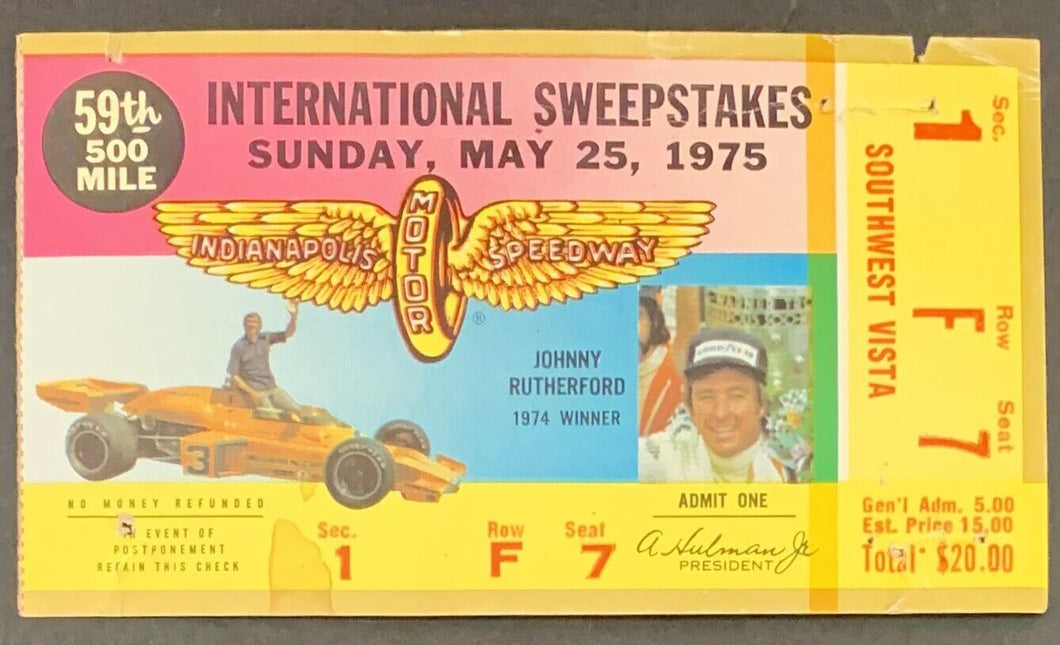 59th
500
MILE
INTERNATIONAL SWEEPSTAKES
SUNDAY, MAY 25, 1975
INDIANAPOLIS MOTOR SPEEDWAY
®
JOHNNY
RUTHERFORD
1974 WINNER
GOODYEAR
3
NO MONEY REFUNDED
IN EVENT OF
POSTPONEMENT
RETAIN THIS CHECK
Sec. Row Seat
1 F 7
ADMIT ONE
A Hulman Jr
PRESIDENT
Sec. 1
Row F
Seat 7
SOUTHWEST VISTA
Gen'l Adm. 5.00
Est. Price 15.00
Total $20.00